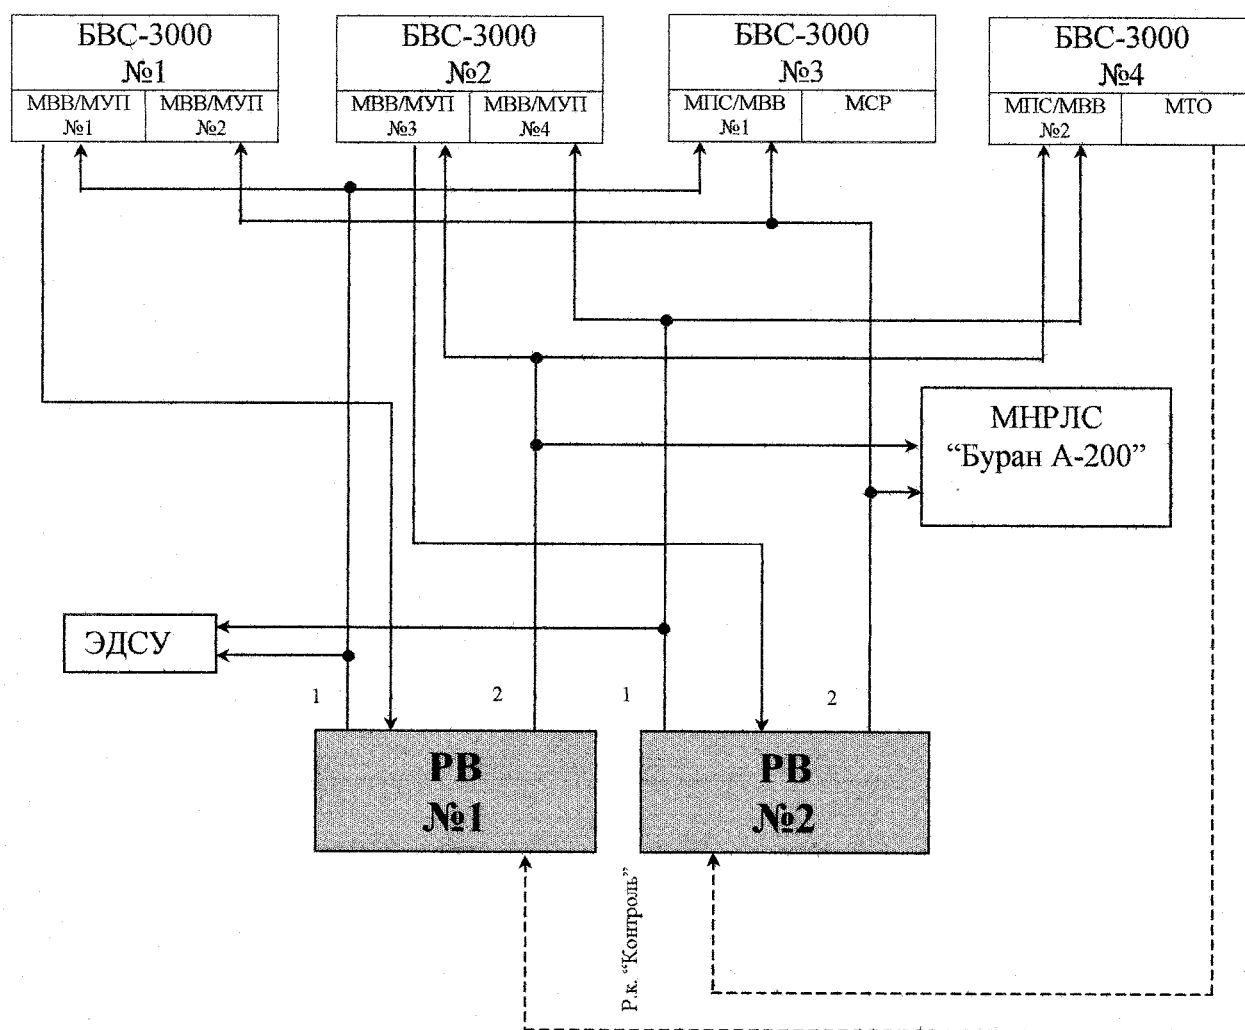 БВС-3000
№1
БВС-3000
№2
БВС-3000
№3
БВС-3000
№4
МВВ/МУП
№1
МВВ/МУП
№2
МВВ/МУП
№3
МВВ/МУП
№4
МПС/МВВ
№1
МСР
МПС/МВВ
№2
МТО
МНРЛС
“Буран А-200”
ЭДСУ
1
2
1
2
РВ
№1
РВ
№2
Р.к. “Контроль”